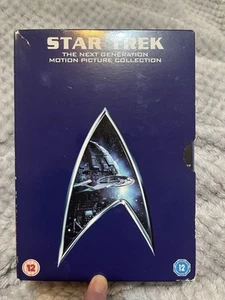 STAR TREK
THE NEXT GENERATION
MOTION PICTURE COLLECTION
12
12